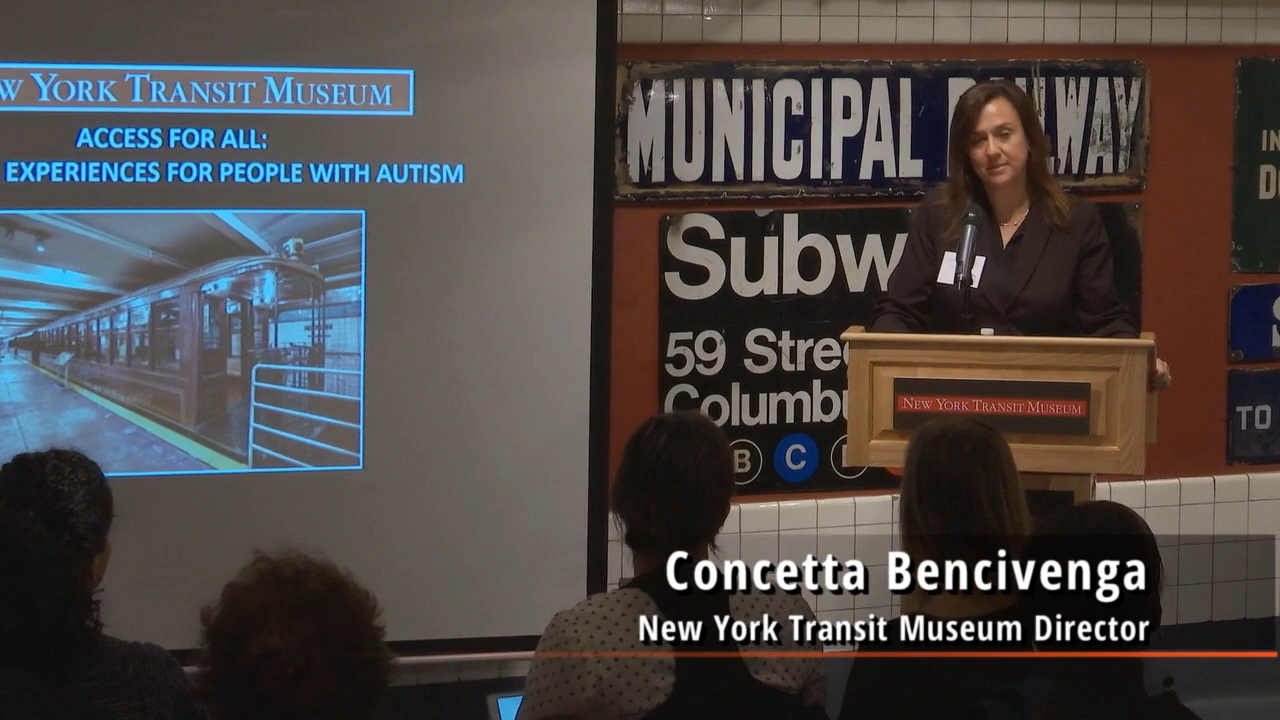 W YORK TRANSIT MUSEUM
ACCESS FOR ALL:
EXPERIENCES FOR PEOPLE WITH AUTISM
MUNICIPAL RAILWAY
Subw
59 Stree
Columbu
B C D
IN
D
S
TO
NEW YORK TRANSIT MUSEUM
Concetta Bencivenga
New York Transit Museum Director